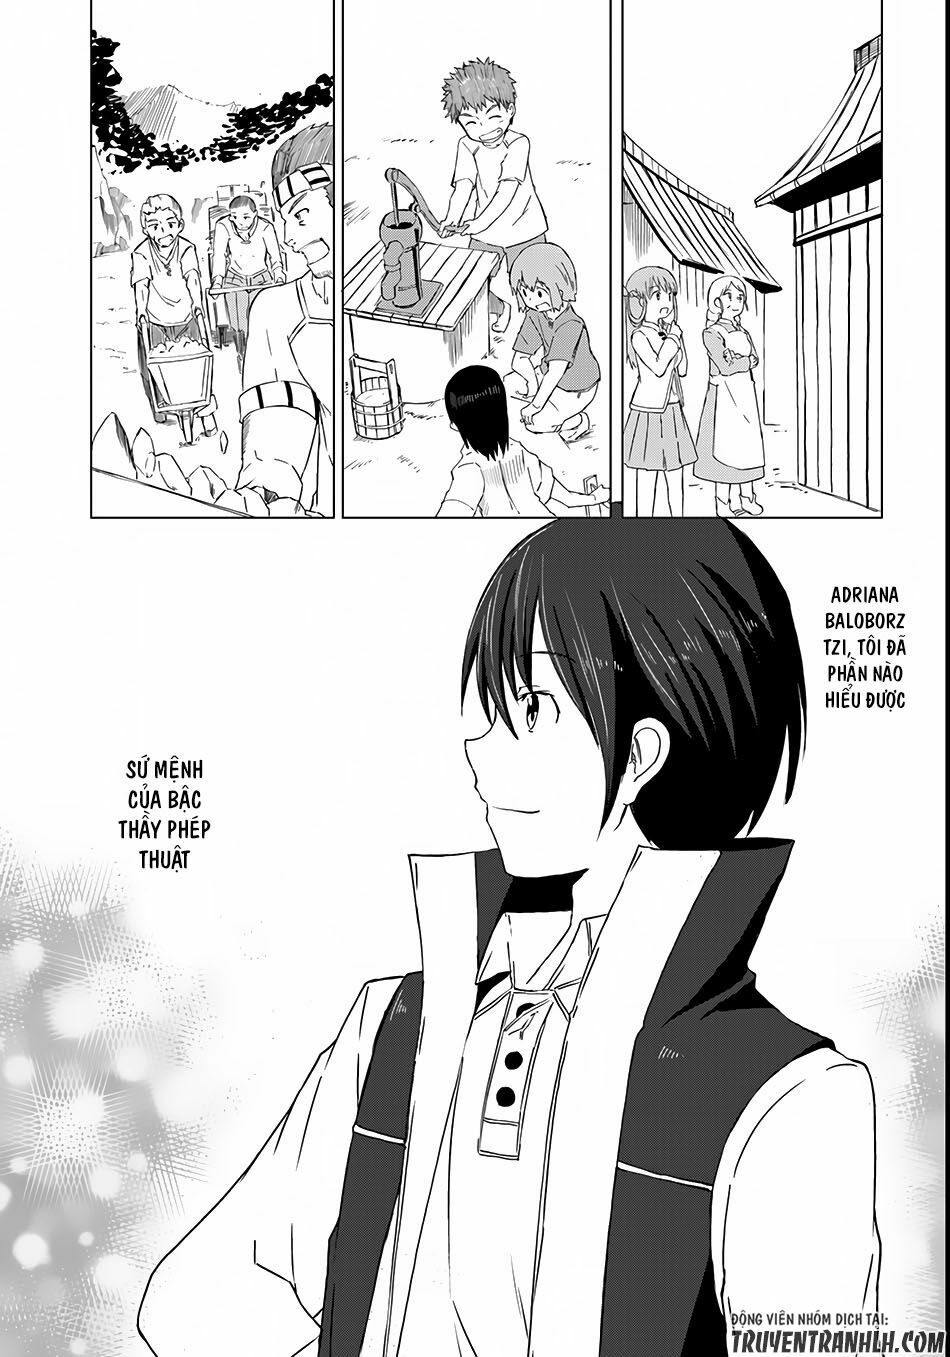 ADRIANA
BALOBORZ
TZI, TÔI ĐÃ
PHẦN NÀO
HIỂU ĐƯỢC
SỨ MỆNH
CỦA BẬC
THẦY PHÉP
THUẬT
ĐỘNG VIÊN NHÓM DỊCH TẠI:
TRUYENTRANHLH.COM